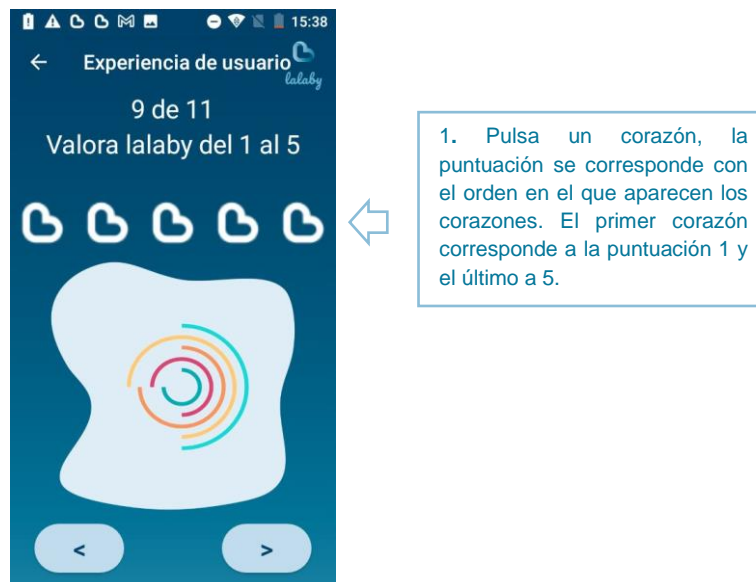 15:38
Experiencia de usuario
lalaby
9 de 11
Valora lalaby del 1 al 5
1. Pulsa un corazón, la
puntuación se corresponde con
el orden en el que aparecen los
corazones. El primer corazón
corresponde a la puntuación 1 y
el último a 5.
< >